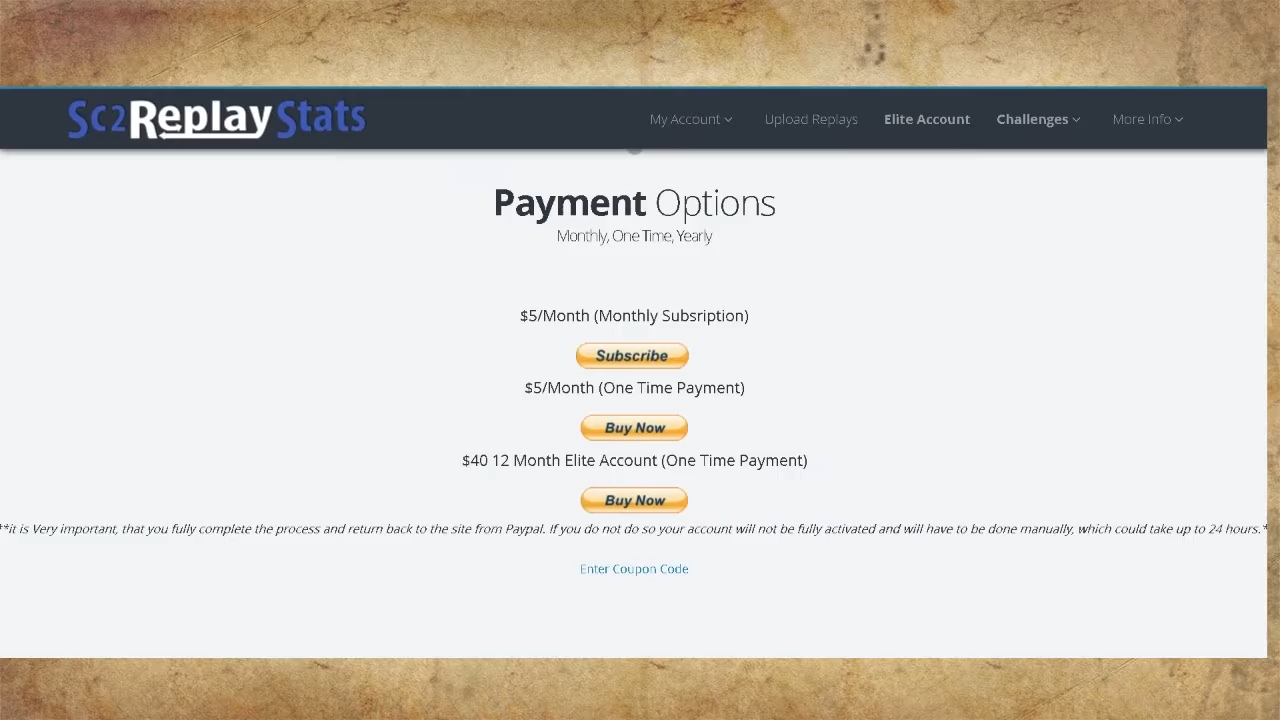 Sc2ReplayStats
My Account Upload Replays Elite Account Challenges More Info
Payment Options
Monthly, One Time, Yearly
$5/Month (Monthly Subsription)
Subscribe
$5/Month (One Time Payment)
Buy Now
$40 12 Month Elite Account (One Time Payment)
Buy Now
**it is Very important, that you fully complete the process and return back to the site from Paypal. If you do not do so your account will not be fully activated and will have to be done manually, which could take up to 24 hours.*
Enter Coupon Code